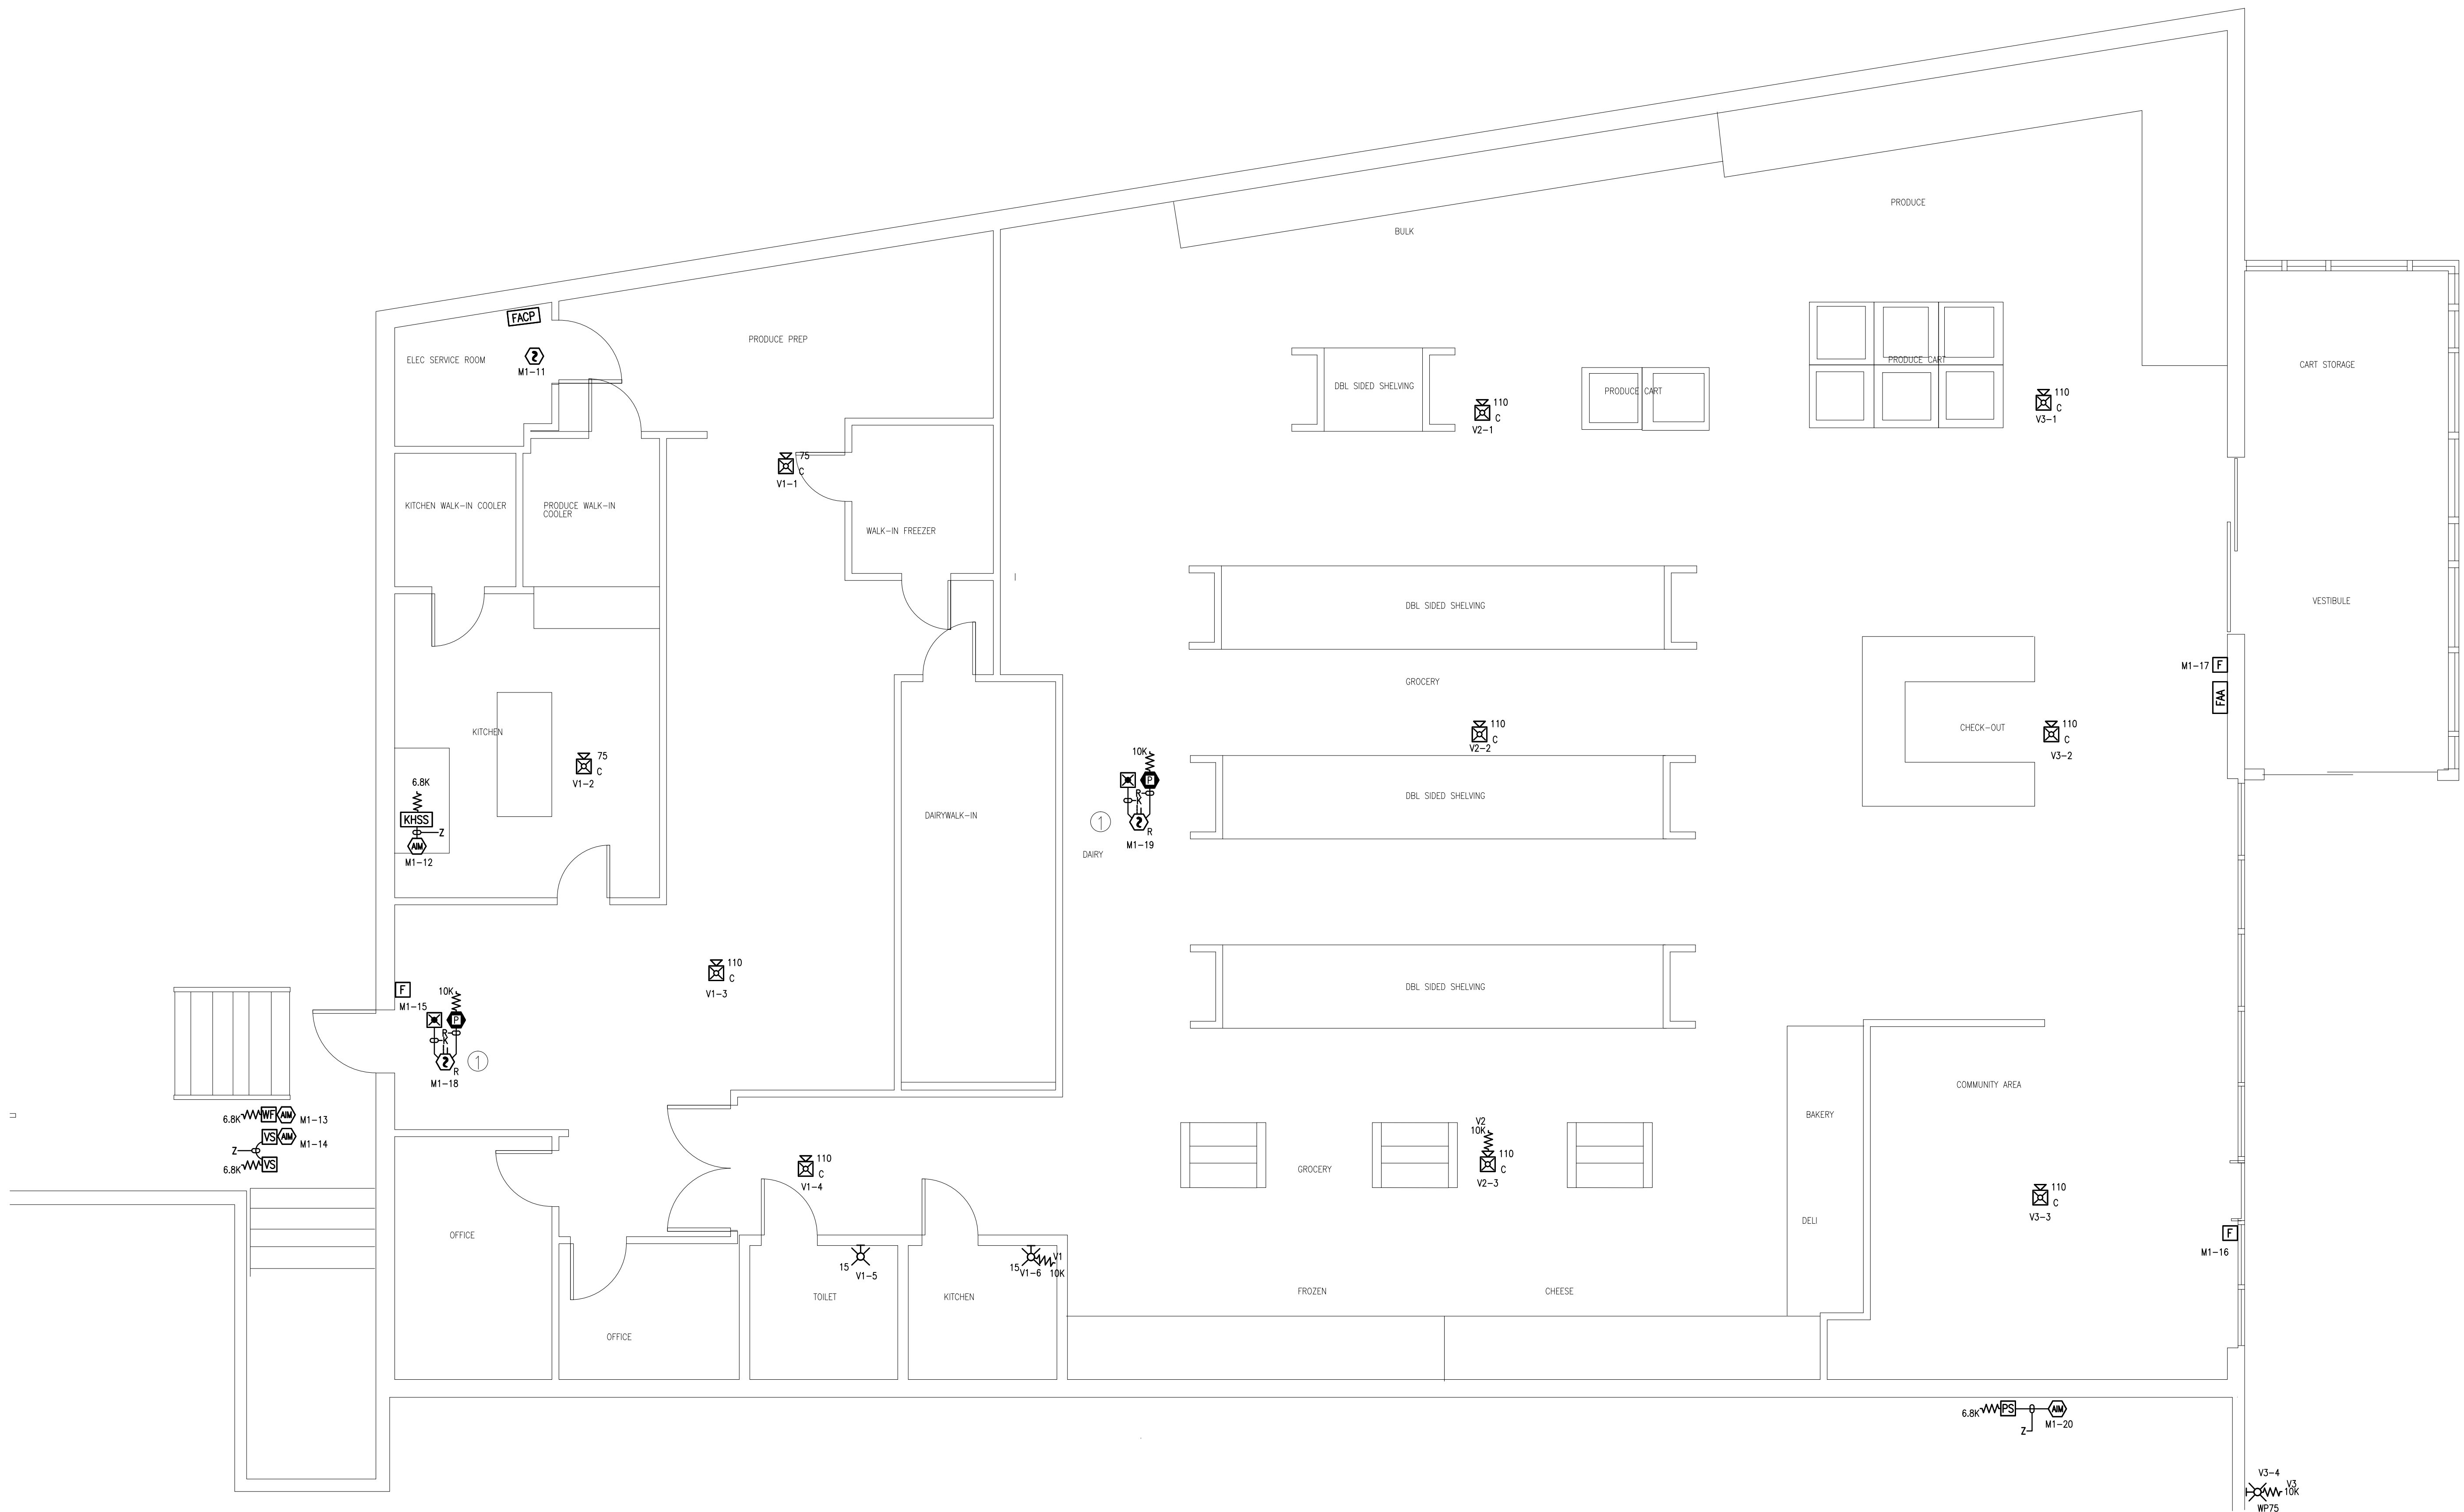 PRODUCE
BULK
FACP
PRODUCE PREP
ELEC SERVICE ROOM
M1-11
DBL SIDED SHELVING
PRODUCE CART
PRODUCE CART
CART STORAGE
110
C
V2-1
110
C
V3-1
75
C
V1-1
KITCHEN WALK-IN COOLER
PRODUCE WALK-IN
COOLER
WALK-IN FREEZER
DBL SIDED SHELVING
VESTIBULE
M1-17 F
GROCERY
FAA
KITCHEN
110
C
V2-2
CHECK-OUT
110
C
V3-2
75
C
V1-2
10K
P
R
K
R
M1-19
1
DAIRY
6.8K
KHSS
Z
AIM
M1-12
DAIRYWALK-IN
DBL SIDED SHELVING
110
C
V1-3
DBL SIDED SHELVING
F
M1-15
10K
P
R
K
R
M1-18
1
COMMUNITY AREA
6.8K WF AIM M1-13
VS AIM M1-14
Z
6.8K VS
BAKERY
V2
10K
110
C
V2-3
110
C
V1-4
GROCERY
110
C
V3-3
DELI
OFFICE
F
M1-16
15
V1-5
15
V1-6
V1
10K
TOILET
KITCHEN
FROZEN
CHEESE
OFFICE
6.8K PS AIM
Z
M1-20
V3-4
V3
10K
WP75